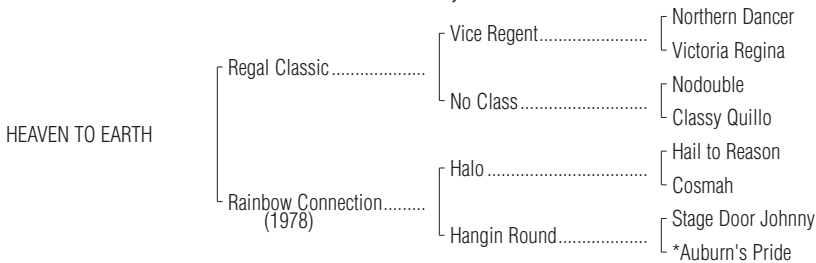 Northern Dancer
Vice Regent
Victoria Regina
Regal Classic
Nodouble
No Class
Classy Quillo
HEAVEN TO EARTH
Hail to Reason
Halo
Cosmah
Rainbow Connection
(1978)
Stage Door Johnny
Hangin Round
*Auburn's Pride